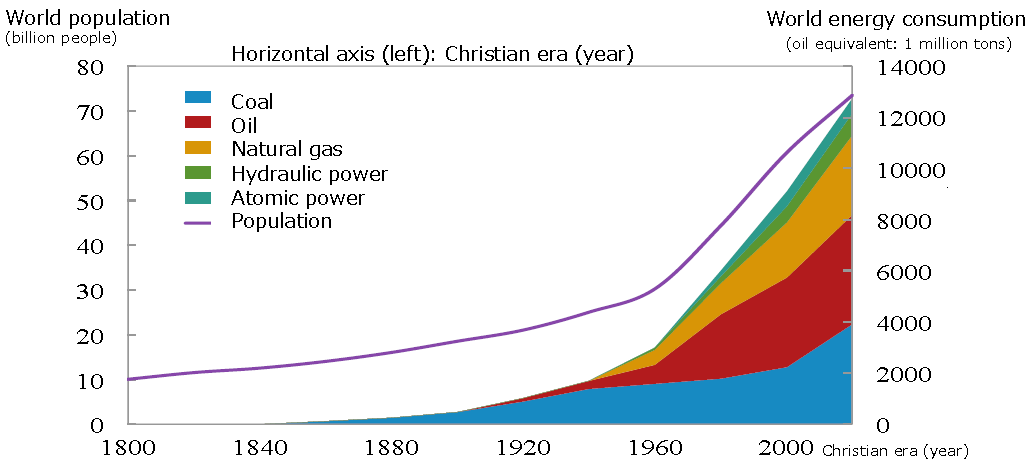 World population
(billion people)
World energy consumption
(oil equivalent: 1 million tons)
Horizontal axis (left): Christian era (year)
80
70
60
50
40
30
20
10
0
14000
12000
10000
8000
6000
4000
2000
0
Coal
Oil
Natural gas
Hydraulic power
Atomic power
Population
1800
1840
1880
1920
1960
2000
Christian era (year)